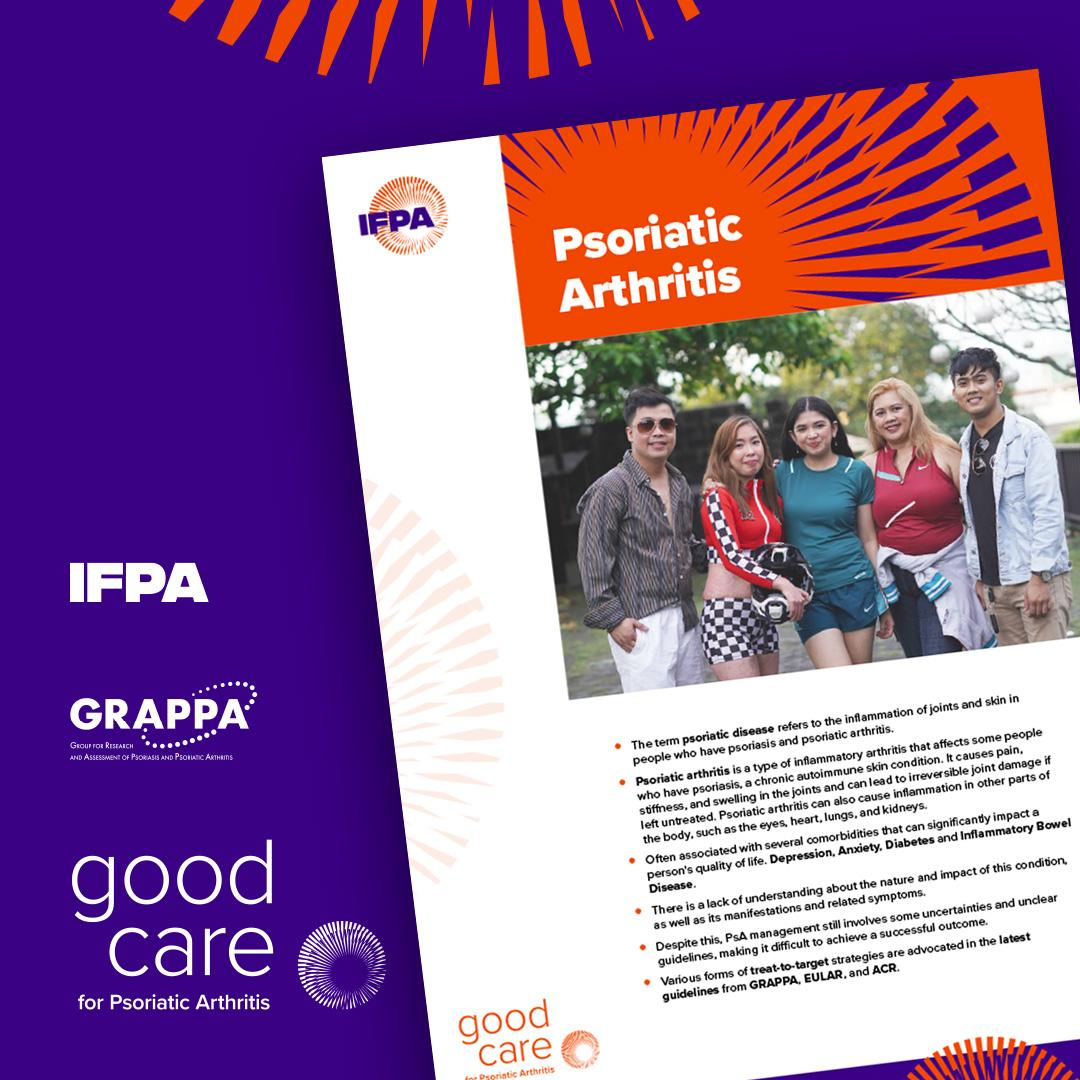 IFPA
Psoriatic
Arthritis
The term psoriatic disease refers to the inflammation of joints and skin in
people who have psoriasis and psoriatic arthritis.
Psoriatic arthritis is a type of inflammatory arthritis that affects some people
who have psoriasis, a chronic autoimmune skin condition. It causes pain,
stiffness, and swelling in the joints and can lead to irreversible joint damage if
left untreated. Psoriatic arthritis can also cause inflammation in other parts of
the body, such as the eyes, heart, lungs, and kidneys.
Often associated with several comorbidities that can significantly impact a
person's quality of life. Depression, Anxiety, Diabetes and Inflammatory Bowel
Disease.
There is a lack of understanding about the nature and impact of this condition,
as well as its manifestations and related symptoms.
Despite this, PsA management still involves some uncertainties and unclear
guidelines, making it difficult to achieve a successful outcome.
Various forms of treat-to-target strategies are advocated in the latest
guidelines from GRAPPA, EULAR, and ACR.
good
care
for Psoriatic Arthritis
IFPA
GRAPPA
Group for Research
and Assessment of Psoriasis and Psoriatic Arthritis
good
care
for Psoriatic Arthritis